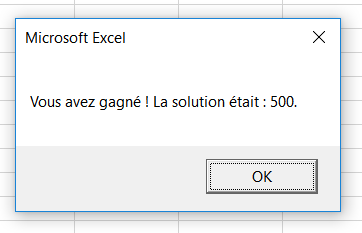 Microsoft Excel
Vous avez gagné ! La solution était : 500.
OK